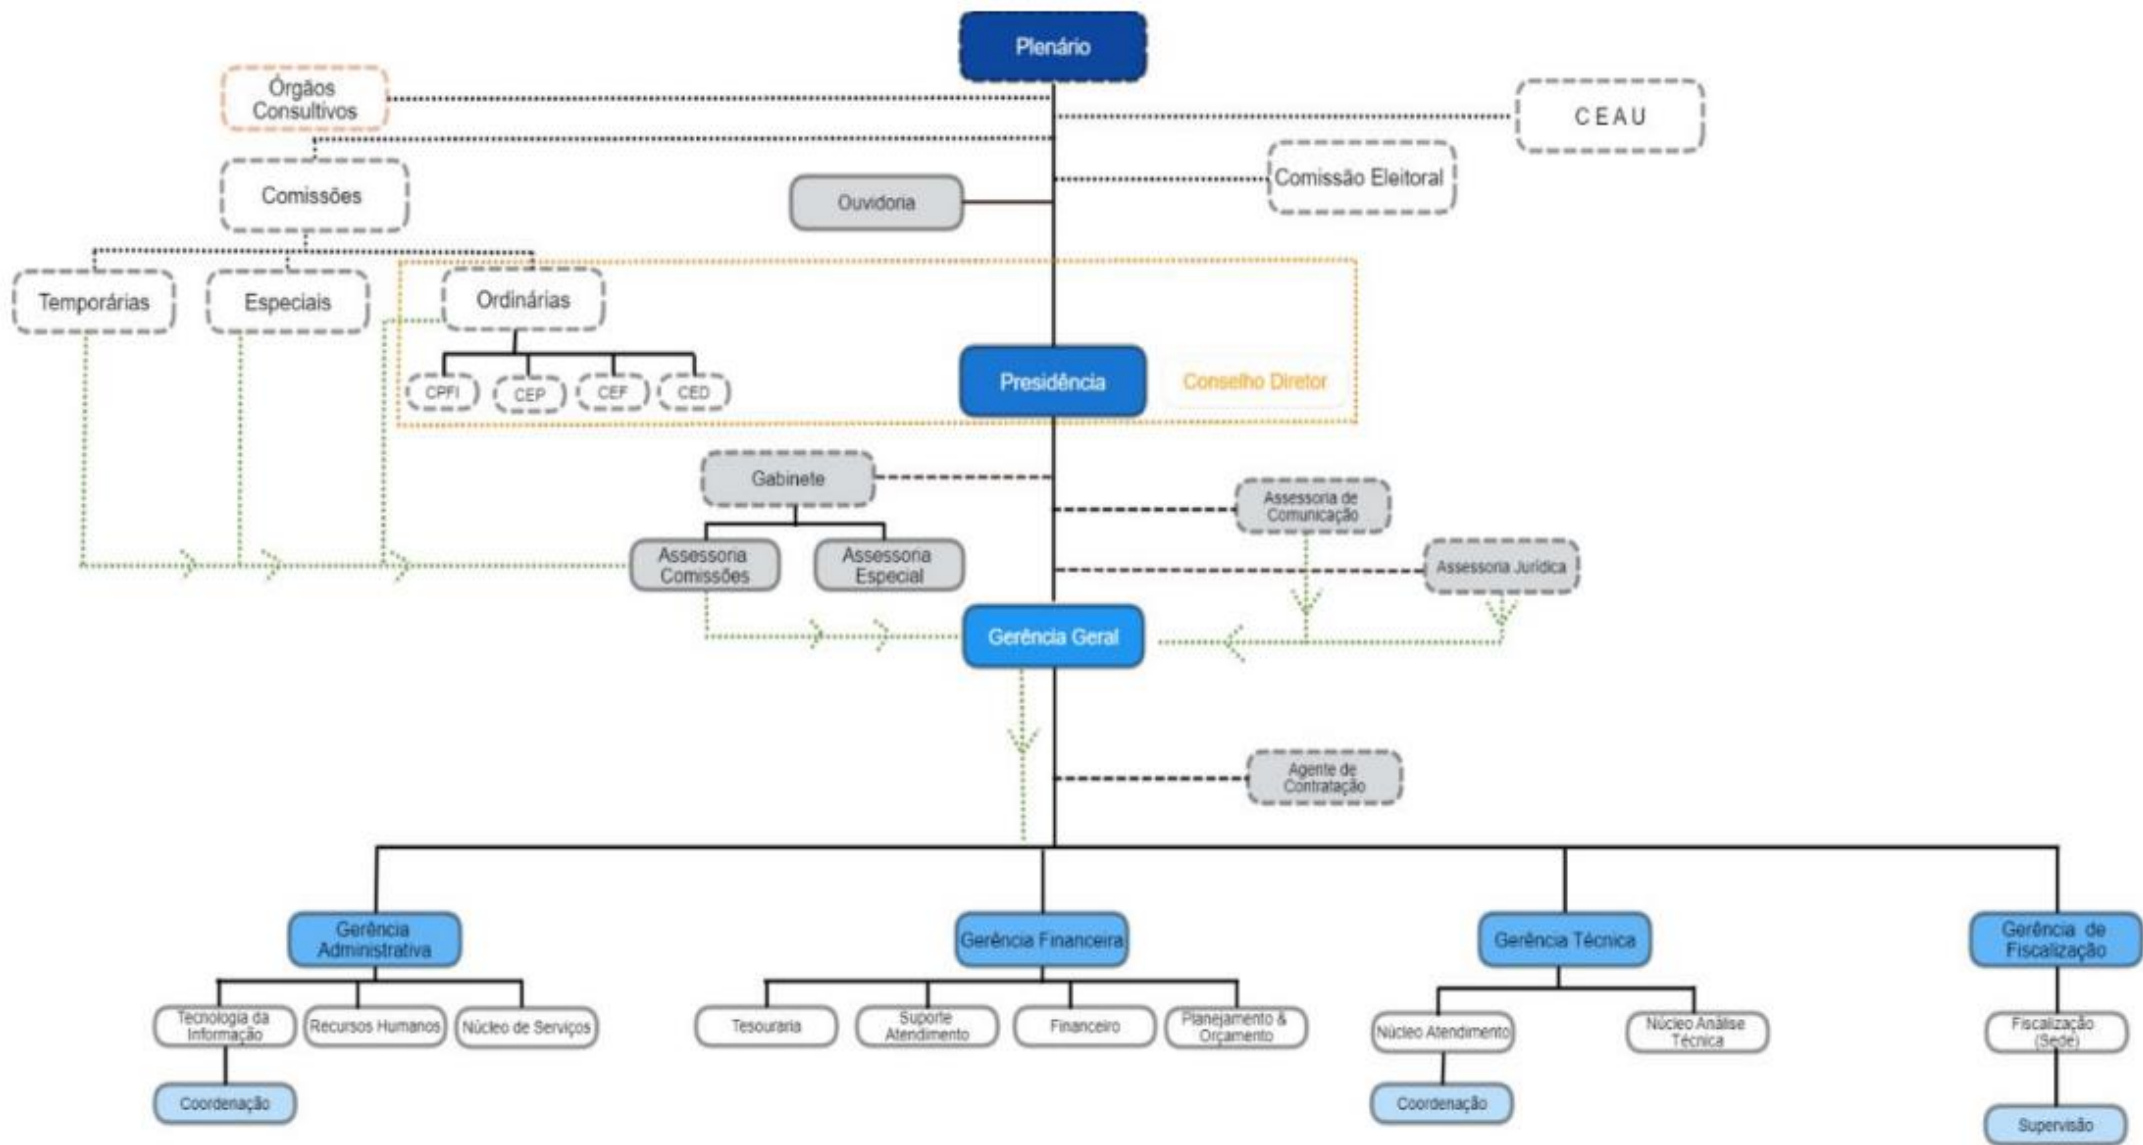 Plenário
Órgãos
Consultivos
C E A U
Comissões
Comissão Eleitoral
Ouvidoria
Temporárias
Especiais
Ordinárias
CPFI
CEP
CEF
CED
Presidência
Conselho Diretor
Gabinete
Assessoria de
Comunicação
Assessoria
Comissões
Assessoria
Especial
Assessoria Jurídica
Gerência Geral
Agente de
Contratação
Gerência
Administrativa
Gerência Financeira
Gerência Técnica
Gerência de
Fiscalização
Tecnologia da
Informação
Recursos Humanos
Núcleo de Serviços
Tesouraria
Suporte
Atendimento
Financeiro
Planejamento &
Orçamento
Núcleo Atendimento
Núcleo Análise
Técnica
Fiscalização
(Sede)
Coordenação
Coordenação
Supervisão